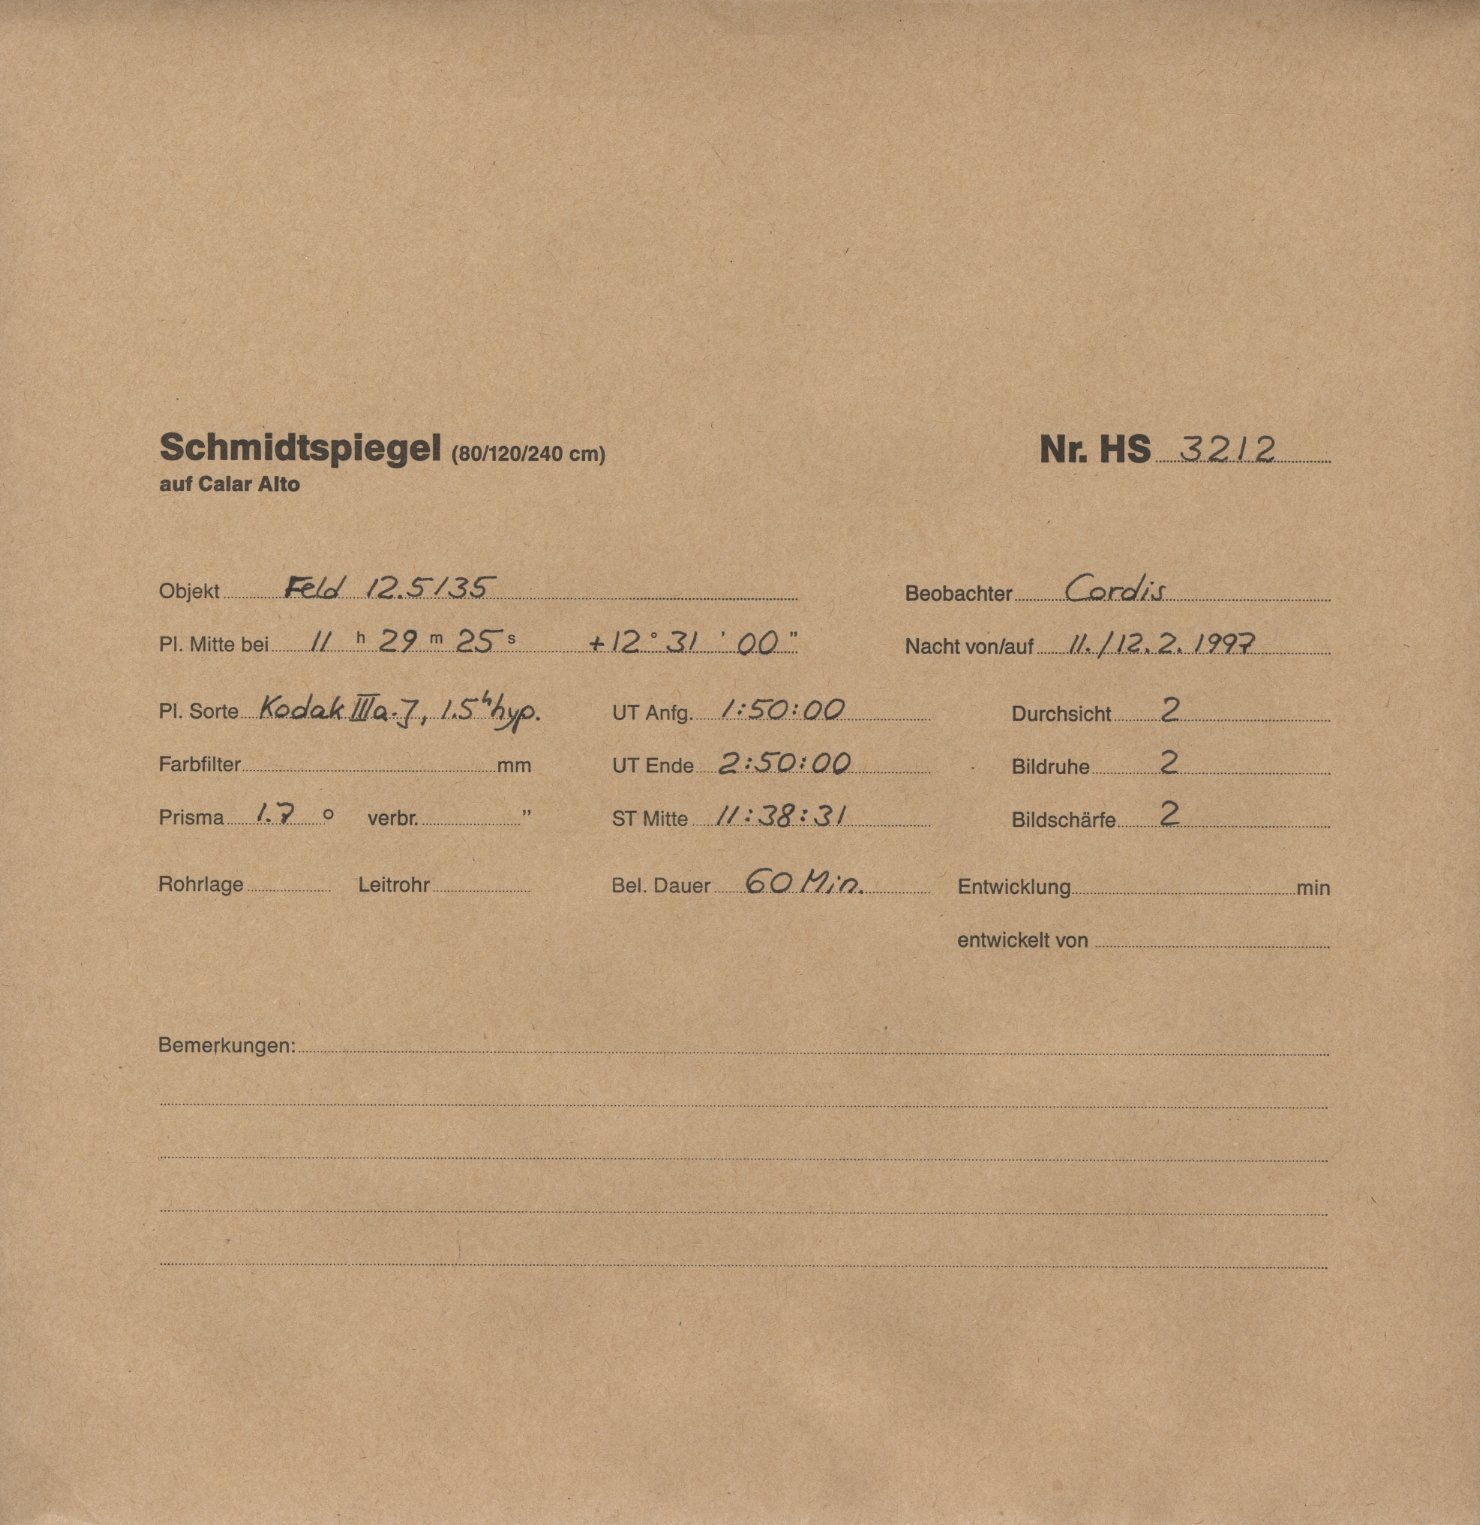 Schmidtspiegel (80/120/240 cm) Nr. HS 3212
auf Calar Alto
Objekt Feld 12.5/35 Beobachter Cordis
Pl. Mitte bei 11 h 29 m 25 s +12 ° 31 ' 00 " Nacht von/auf 11./12.2.1997
Pl. Sorte Kodak IIIa-J, 1.5h hyp. UT Anfg. 1:50:00 Durchsicht 2
Farbfilter mm UT Ende 2:50:00 Bildruhe 2
Prisma 1.7 ° verbr. " ST Mitte 11:38:31 Bildschärfe 2
Rohrlage Leitrohr Bel. Dauer 60 Min. Entwicklung min
entwickelt von
Bemerkungen: